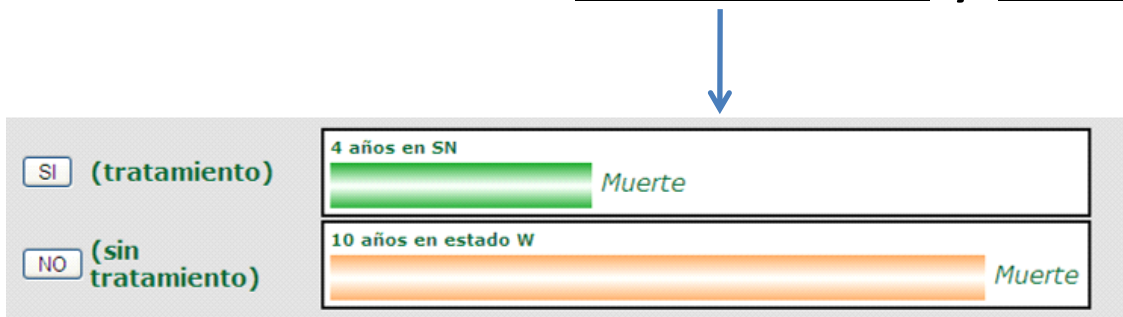 4 años en SN
SI (tratamiento)
Muerte
10 años en estado W
NO (sin
tratamiento)
Muerte